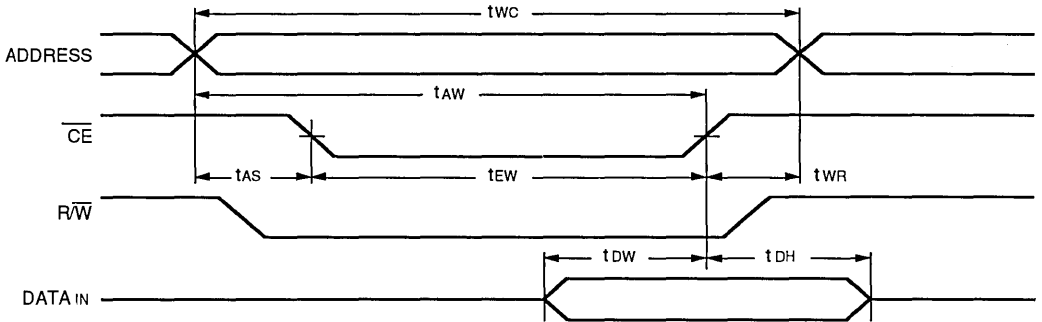 tWC
ADDRESS
tAW
CE
tAS tEW tWR
R/W
tDW tDH
DATA IN